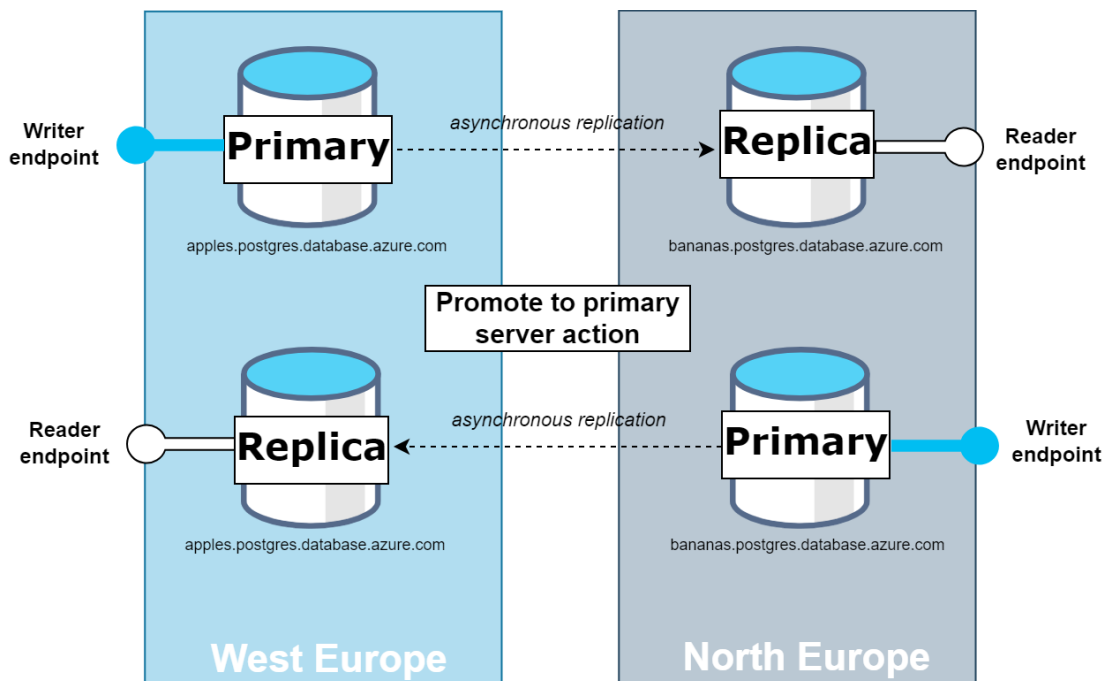 Writer
endpoint
Primary
asynchronous replication
Replica
Reader
endpoint
apples.postgres.database.azure.com
bananas.postgres.database.azure.com
Promote to primary
server action
Reader
endpoint
Replica
asynchronous replication
Primary
Writer
endpoint
apples.postgres.database.azure.com
bananas.postgres.database.azure.com
West Europe
North Europe